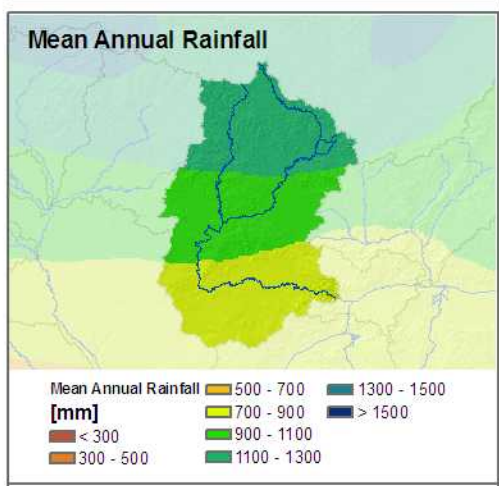 Mean Annual Rainfall
Mean Annual Rainfall
[mm]
< 300
300 - 500
500 - 700
700 - 900
900 - 1100
1100 - 1300
1300 - 1500
> 1500